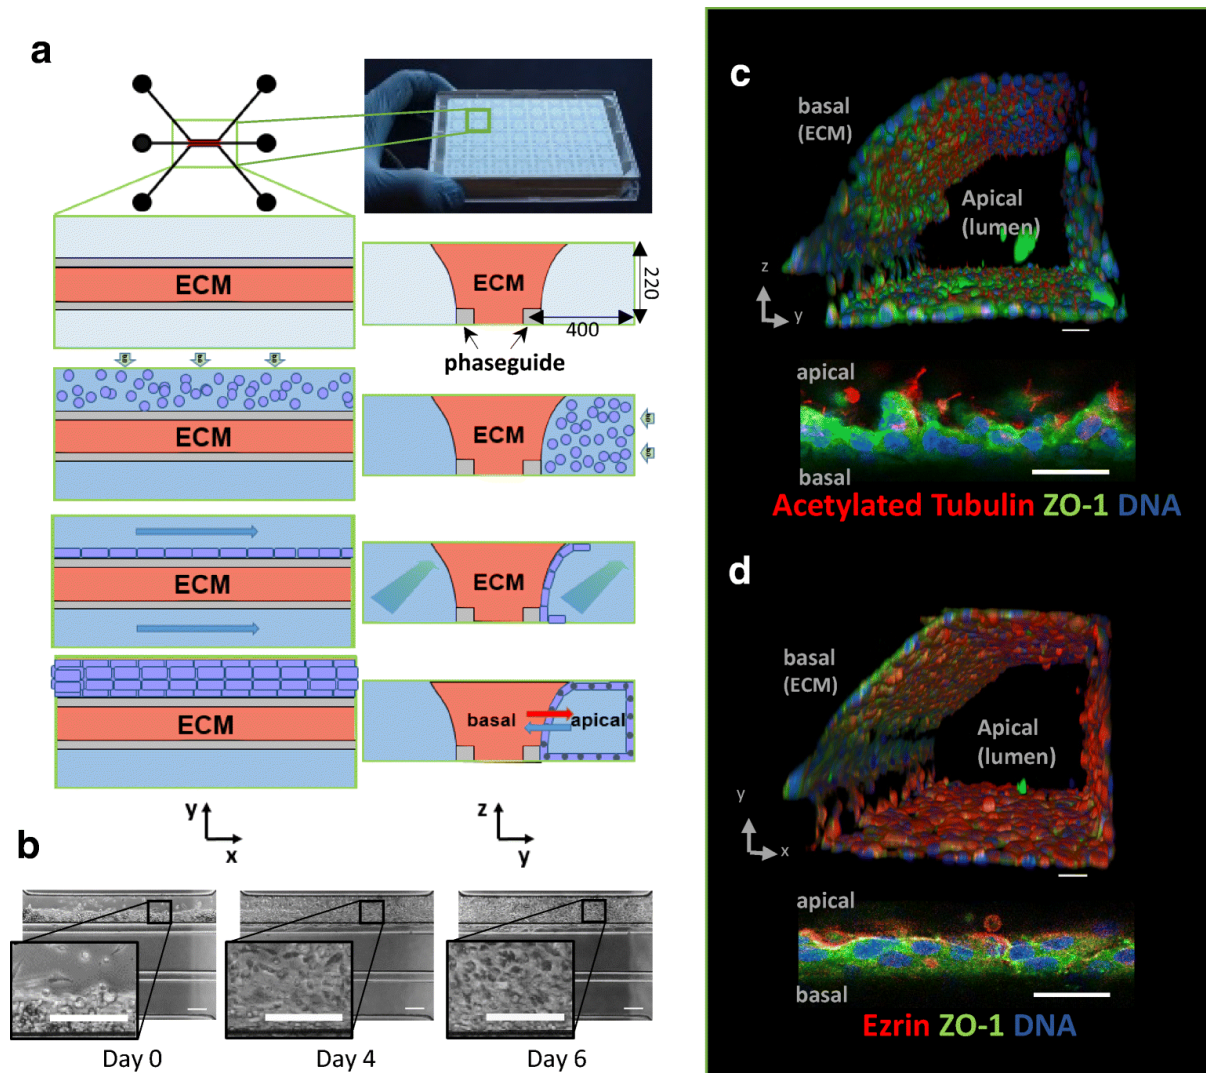 a
ECM
ECM
220
400
phaseguide
ECM
ECM
ECM
ECM
ECM
basal
apical
y
x
z
y
b
Day 0
Day 4
Day 6
c
basal
(ECM)
Apical
(lumen)
z
y
apical
basal
Acetylated Tubulin ZO-1 DNA
d
basal
(ECM)
Apical
(lumen)
y
x
apical
basal
Ezrin ZO-1 DNA